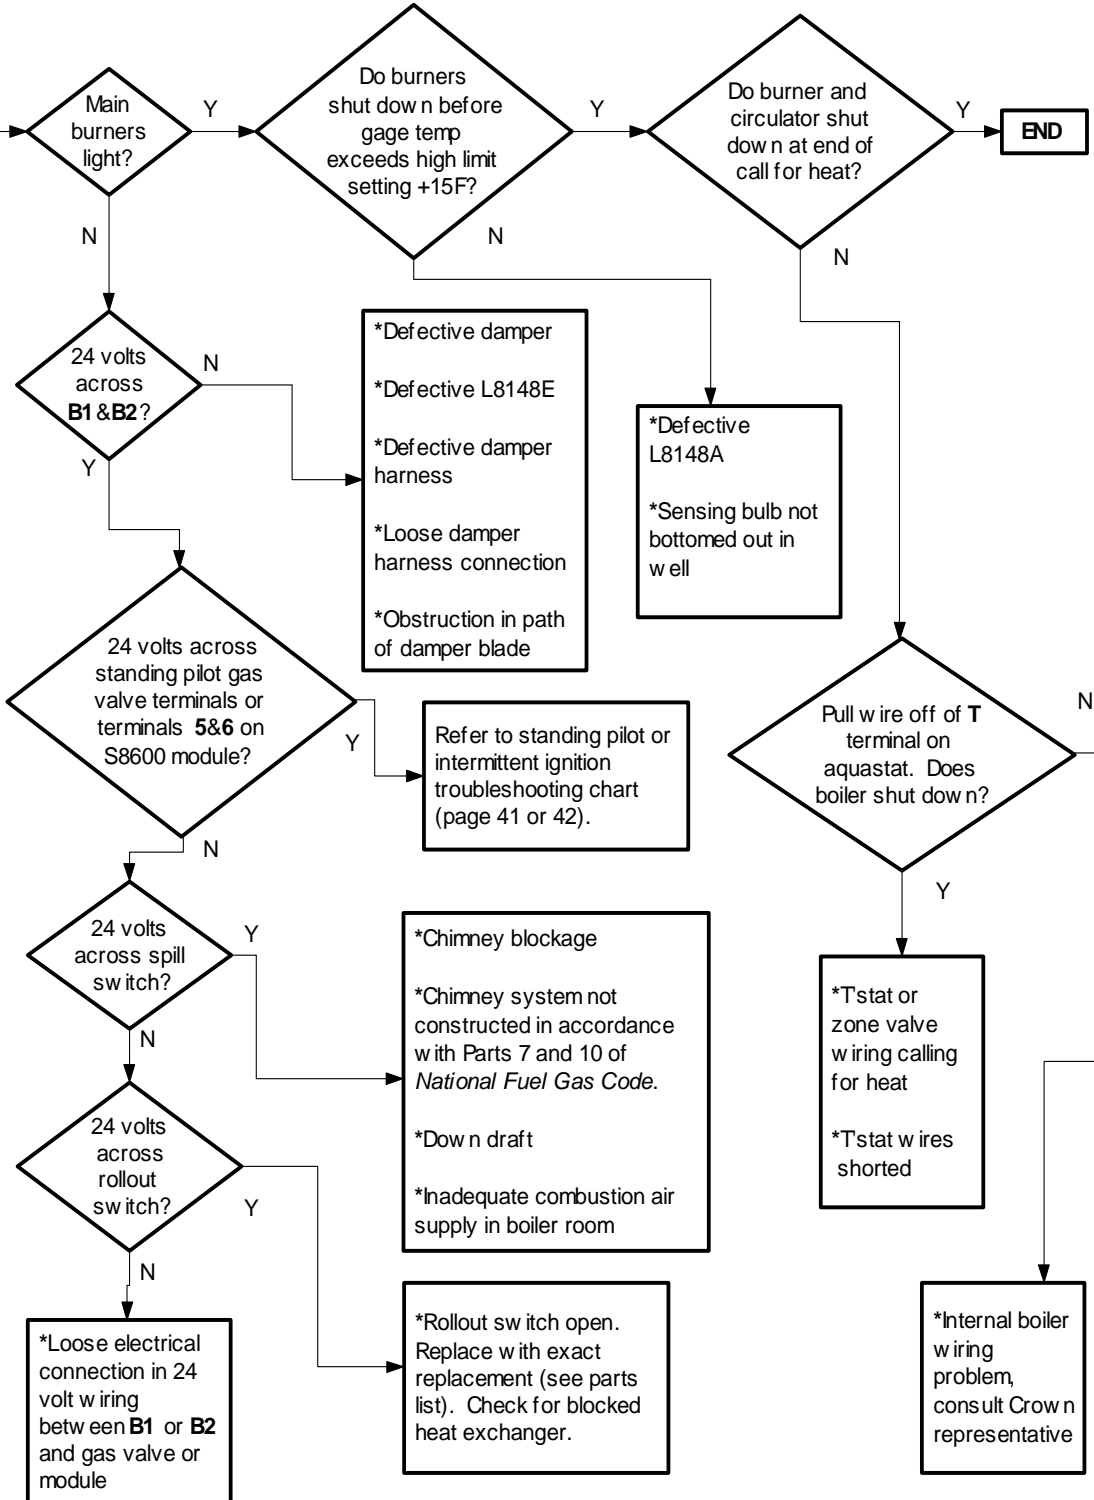 Main
burners
light?
Y
N
Do burners
shut down before
gage temp
exceeds high limit
setting +15F?
Y
N
Do burner and
circulator shut
down at end of
call for heat?
Y
N
END
24 volts
across
B1&B2?
N
Y
*Defective damper
*Defective L8148E
*Defective damper
harness
*Loose damper
harness connection
*Obstruction in path
of damper blade
*Defective
L8148A
*Sensing bulb not
bottomed out in
well
24 volts across
standing pilot gas
valve terminals or
terminals 5&6 on
S8600 module?
Y
N
Refer to standing pilot or
intermittent ignition
troubleshooting chart
(page 41 or 42).
Pull wire off of T
terminal on
aquastat. Does
boiler shut down?
N
Y
24 volts
across spill
switch?
Y
N
*Chimney blockage
*Chimney system not
constructed in accordance
with Parts 7 and 10 of
National Fuel Gas Code.
*Down draft
*Inadequate combustion air
supply in boiler room
*T'stat or
zone valve
wiring calling
for heat
*T'stat wires
shorted
24 volts
across
rollout
switch?
Y
N
*Loose electrical
connection in 24
volt wiring
between B1 or B2
and gas valve or
module
*Rollout switch open.
Replace with exact
replacement (see parts
list). Check for blocked
heat exchanger.
*Internal boiler
wiring
problem,
consult Crown
representative